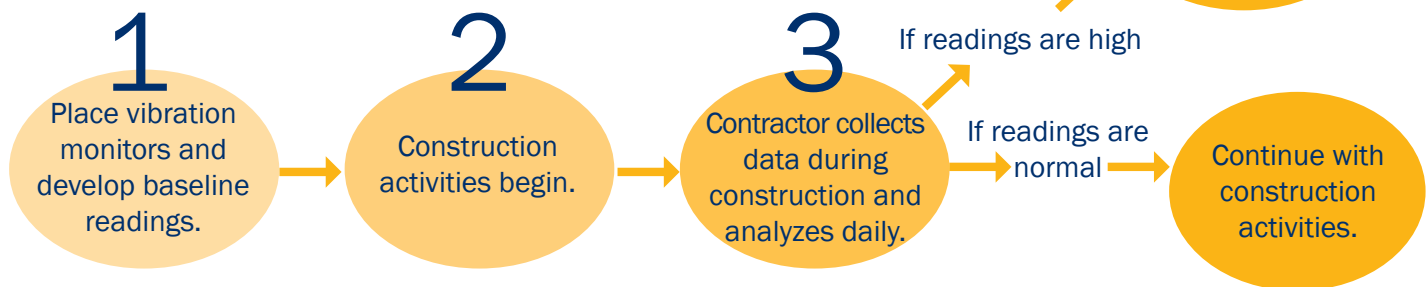 1
Place vibration
monitors and
develop baseline
readings.
2
Construction
activities begin.
3
Contractor collects
data during
construction and
analyzes daily.
If readings are high
If readings are
normal
Continue with
construction
activities.